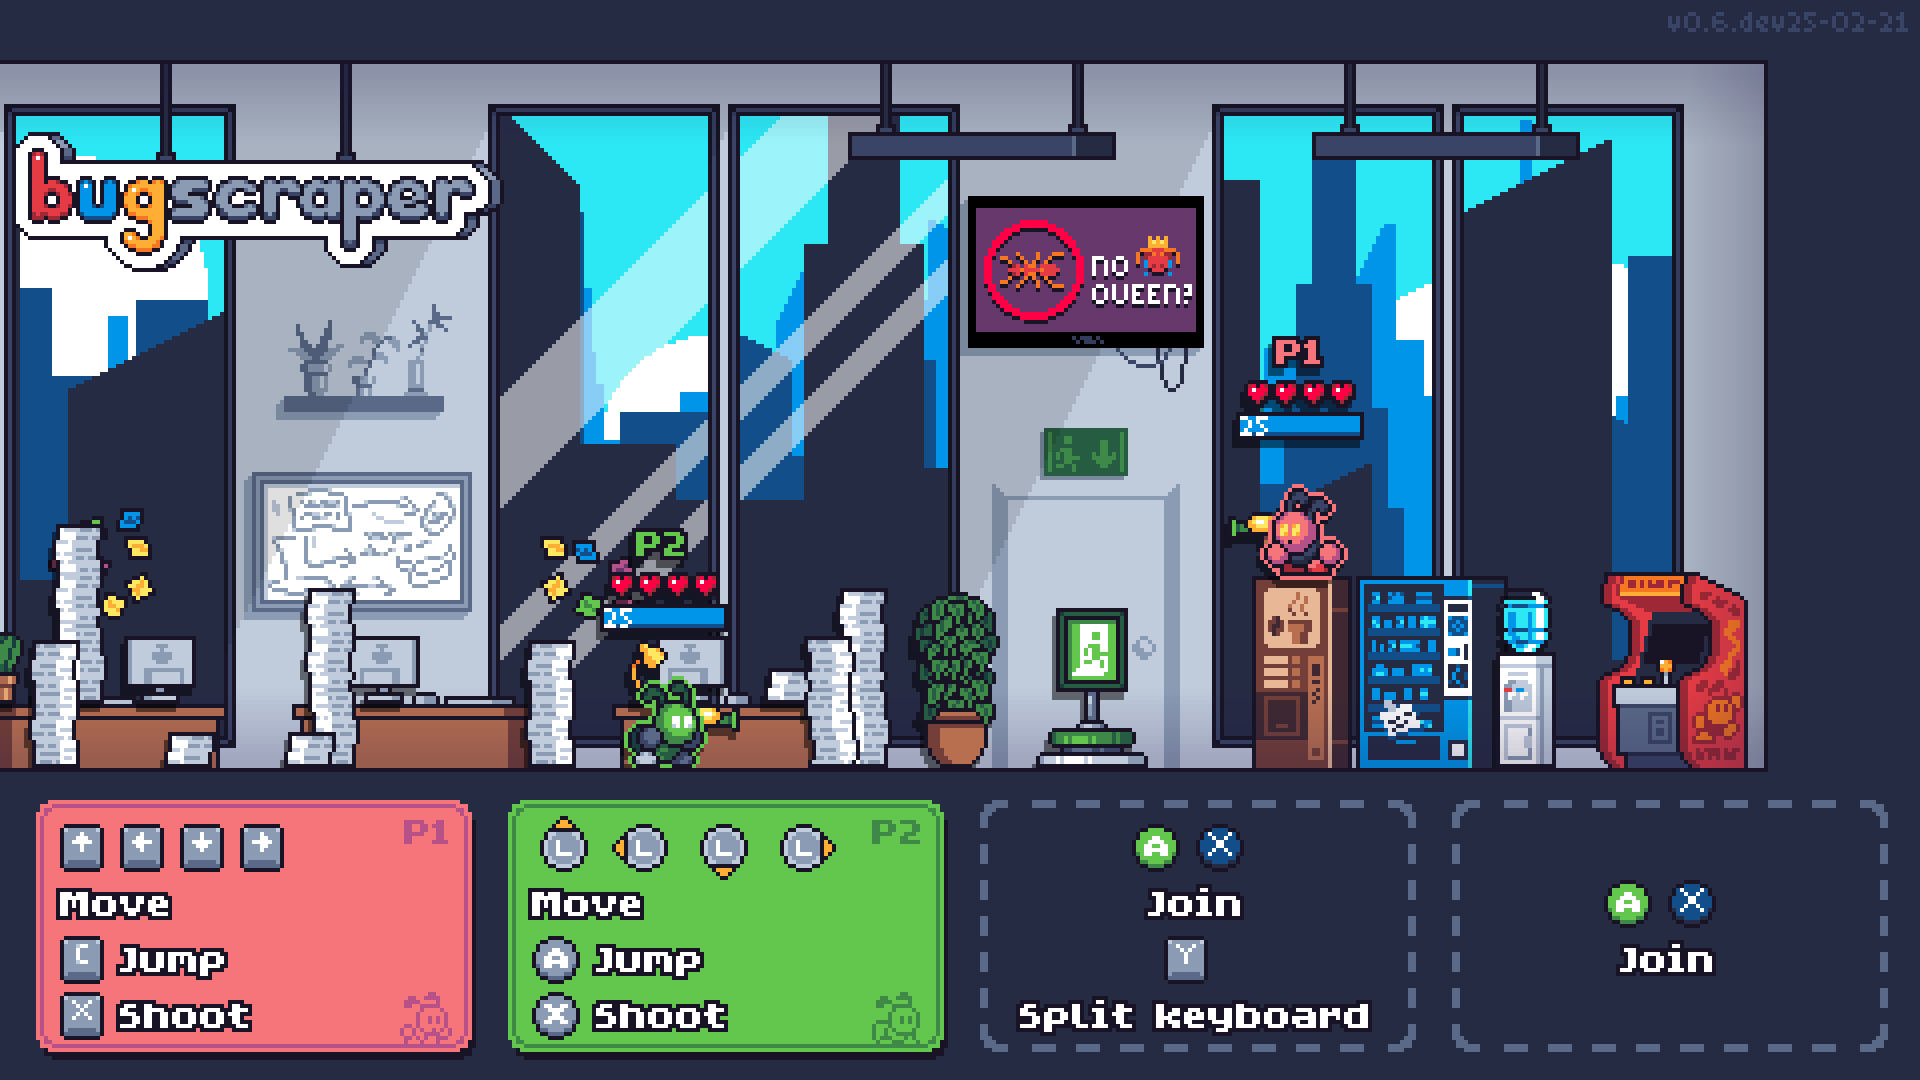 v0.6.dev25-02-21
bugscraper
no
QUEEN?
P1
25
P2
25
P1
Move
C Jump
X Shoot
P2
L L L L
Move
A Jump
X Shoot
A X
Join
Y
Split keyboard
A X
Join